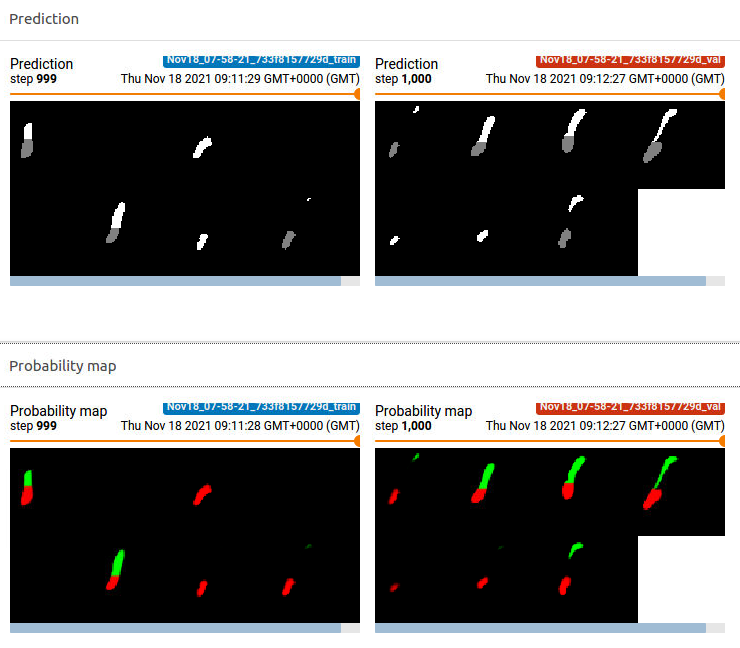 Prediction
Prediction
Nov18_07-58-21_733f8157729d_train
step 999
Thu Nov 18 2021 09:11:29 GMT+0000 (GMT)
Prediction
Nov18_07-58-21_733f8157729d_val
step 1,000
Thu Nov 18 2021 09:12:27 GMT+0000 (GMT)
Probability map
Probability map
Nov18_07-58-21_733f8157729d_train
step 999
Thu Nov 18 2021 09:11:28 GMT+0000 (GMT)
Probability map
Nov18_07-58-21_733f8157729d_val
step 1,000
Thu Nov 18 2021 09:12:27 GMT+0000 (GMT)